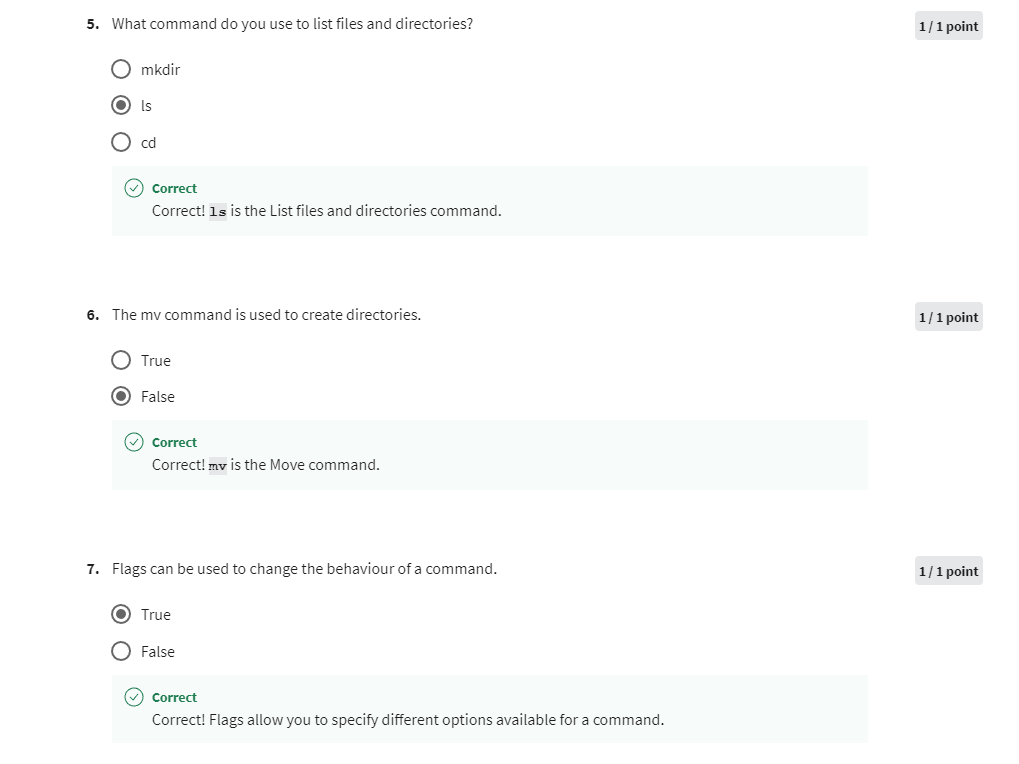 5. What command do you use to list files and directories? 1 / 1 point
mkdir
ls
cd
Correct
Correct! ls is the List files and directories command.
6. The mv command is used to create directories. 1 / 1 point
True
False
Correct
Correct! mv is the Move command.
7. Flags can be used to change the behaviour of a command. 1 / 1 point
True
False
Correct
Correct! Flags allow you to specify different options available for a command.